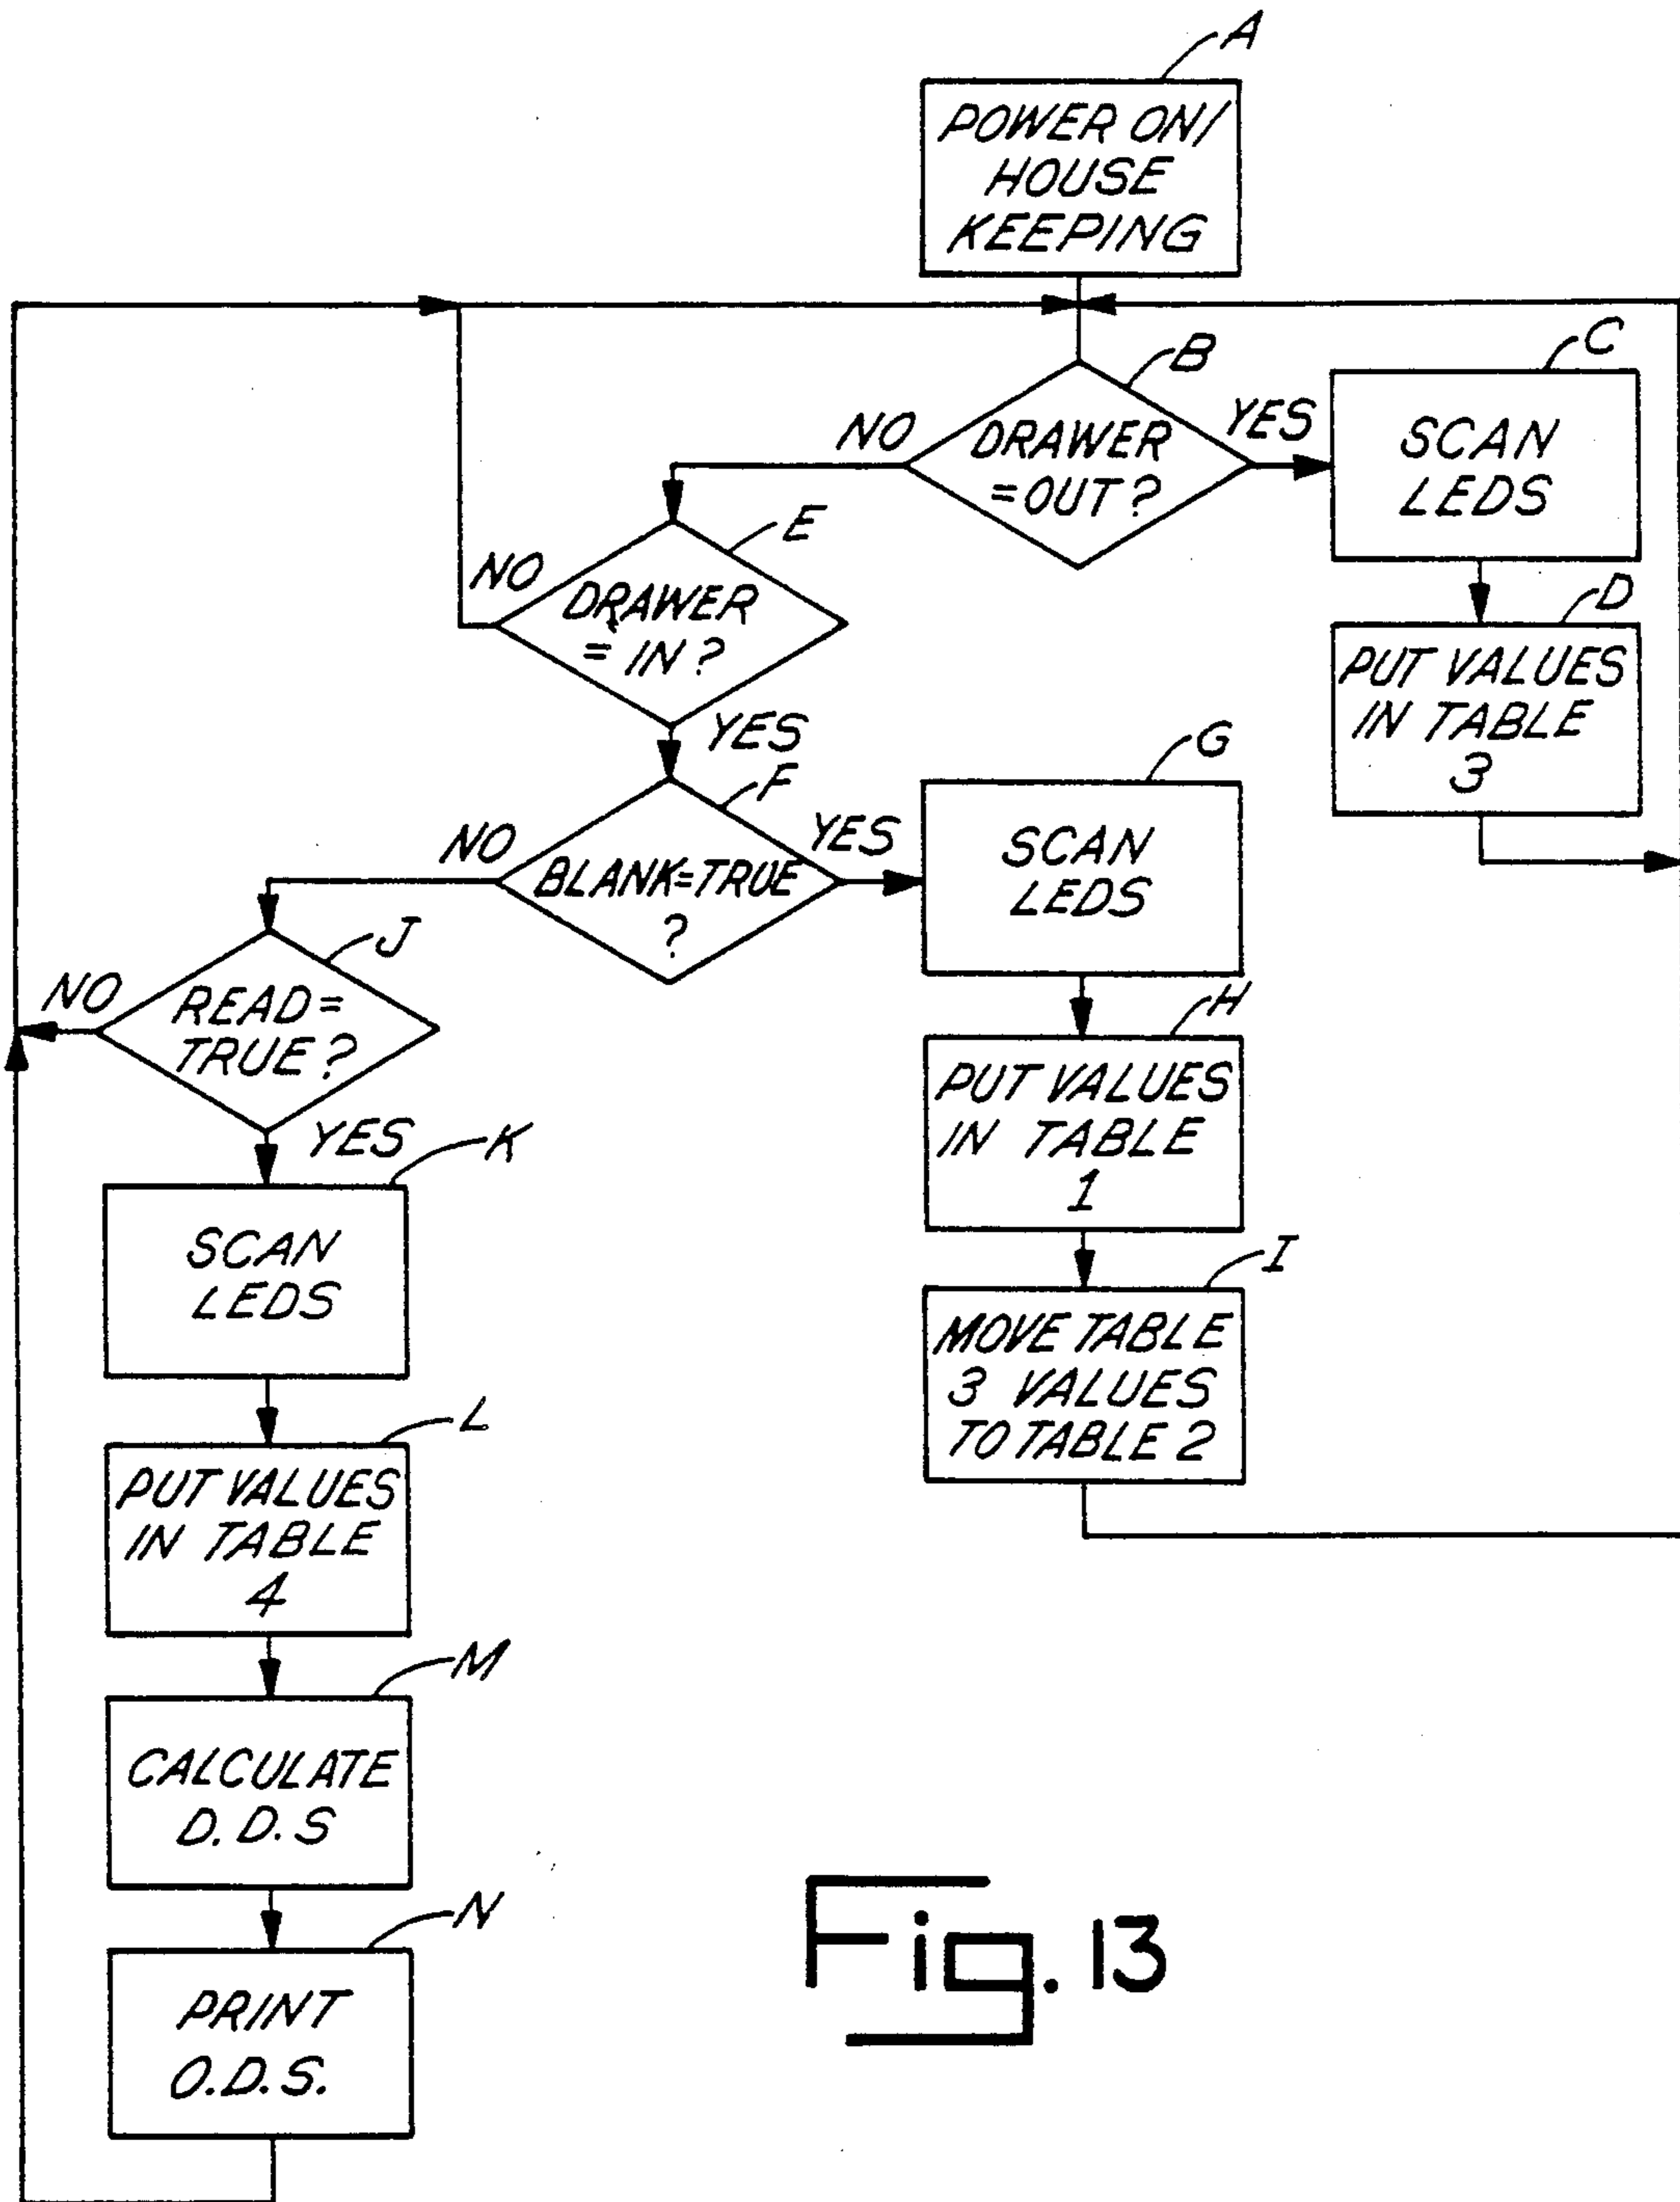 A
POWER ON/
HOUSE
KEEPING
B
DRAWER
=OUT?
NO
YES
C
SCAN
LEDS
D
PUT VALUES
IN TABLE
3
E
DRAWER
= IN?
NO
YES
F
BLANK=TRUE
?
NO
YES
G
SCAN
LEDS
H
PUT VALUES
IN TABLE
1
I
MOVE TABLE
3 VALUES
TO TABLE 2
J
READ=
TRUE?
NO
YES
K
SCAN
LEDS
L
PUT VALUES
IN TABLE
4
M
CALCULATE
D.D.S
N
PRINT
O.D.S.
Fig. 13